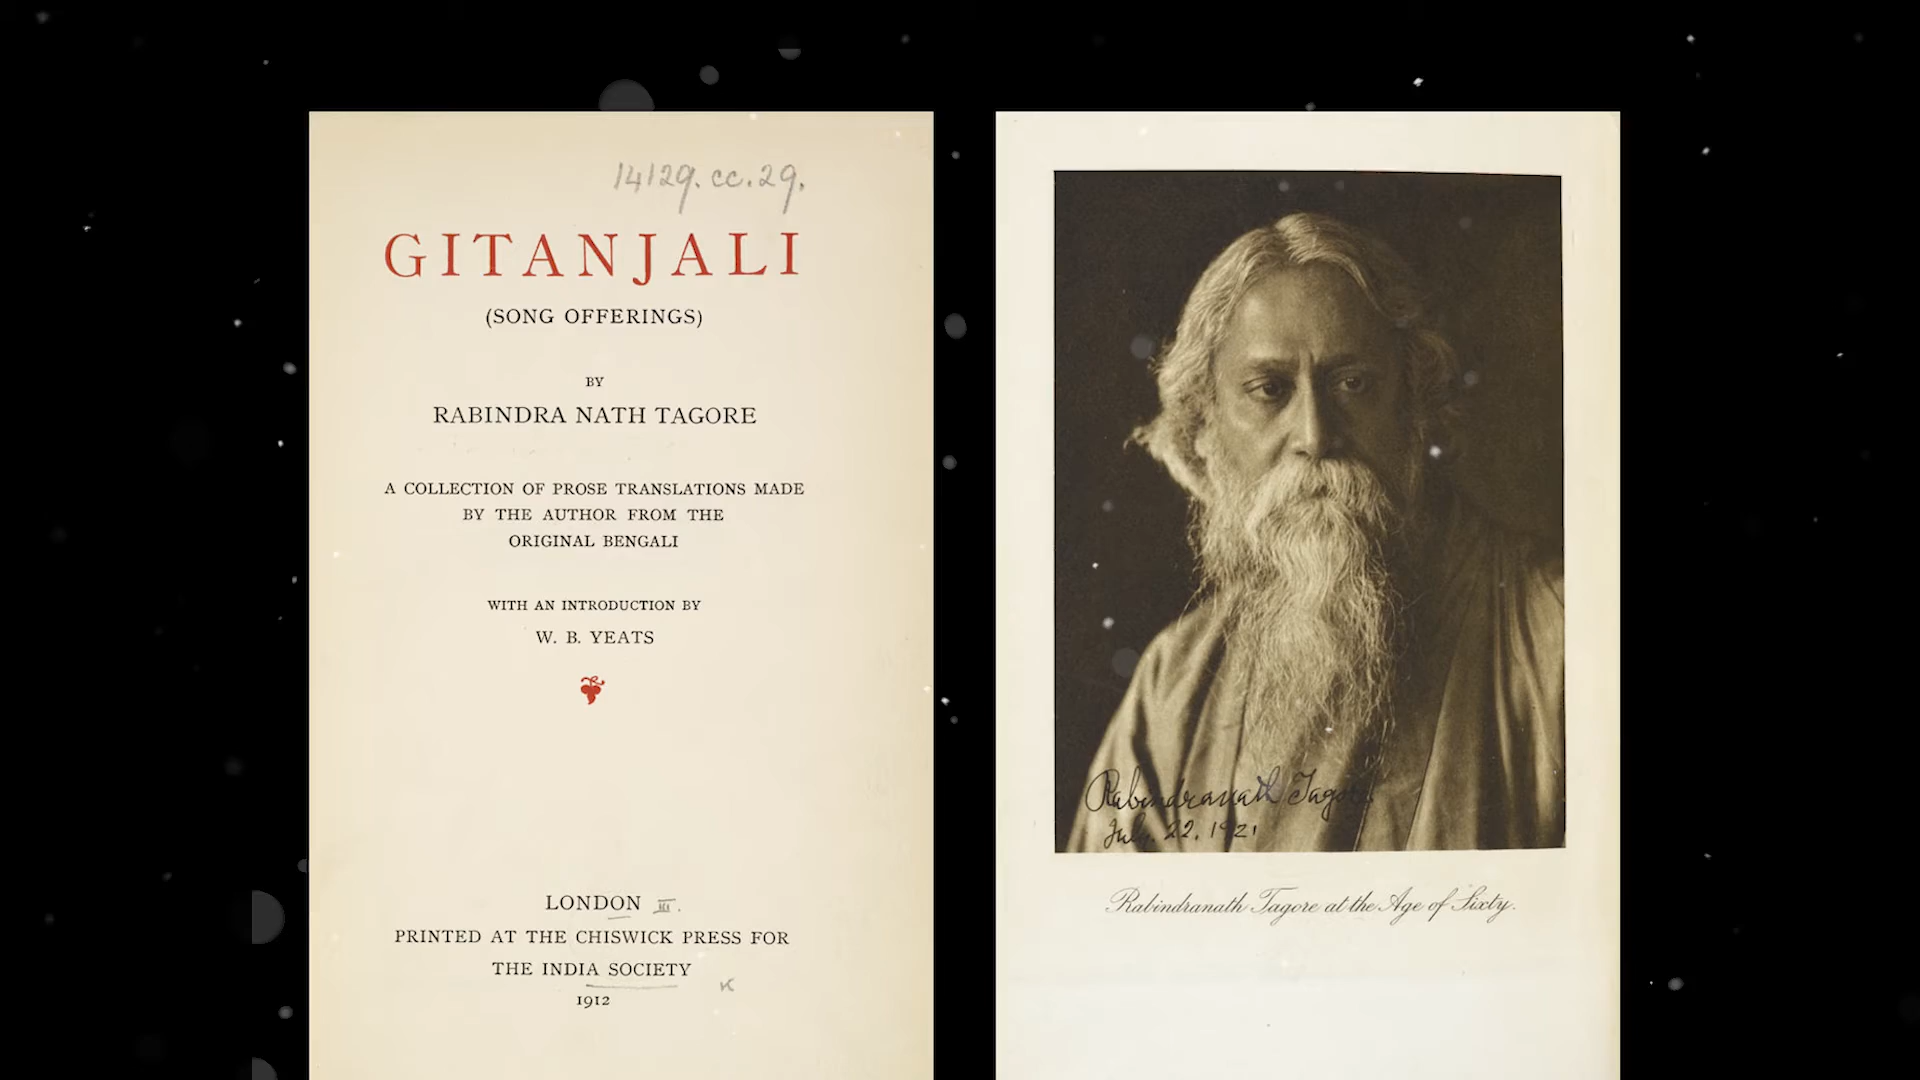 14129.cc.29.
GITANJALI
(SONG OFFERINGS)
BY
RABINDRA NATH TAGORE
A COLLECTION OF PROSE TRANSLATIONS MADE
BY THE AUTHOR FROM THE
ORIGINAL BENGALI
WITH AN INTRODUCTION BY
W. B. YEATS
LONDON
PRINTED AT THE CHISWICK PRESS FOR
THE INDIA SOCIETY
K
1912
Rabindranath Tagore
July. 22. 1921
Rabindranath Tagore at the Age of Sixty.